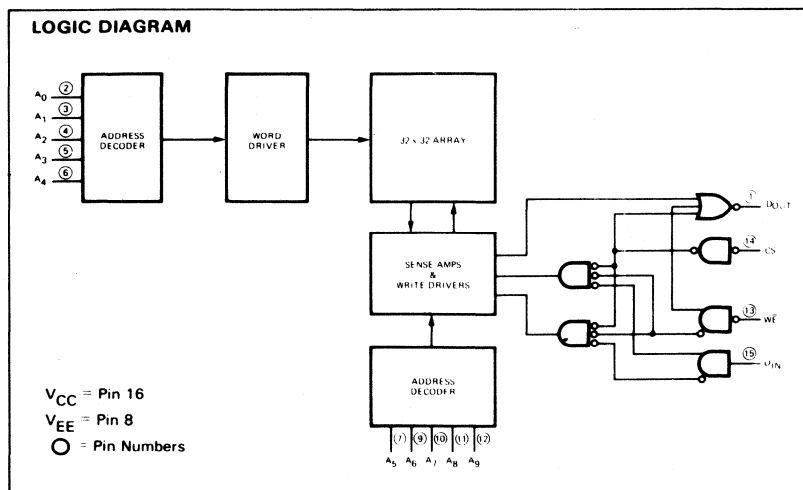 LOGIC DIAGRAM
A0 ②
A1 ③
A2 ④
A3 ⑤
A4 ⑥
ADDRESS
DECODER
WORD
DRIVER
32 × 32 ARRAY
SENSE AMPS
&
WRITE DRIVERS
ADDRESS
DECODER
① DOUT
⑭ CS
⑬ WE
⑮ DIN
⑦ ⑨ ⑩ ⑪ ⑫
A5 A6 A7 A8 A9
VCC = Pin 16
VEE = Pin 8
= Pin Numbers